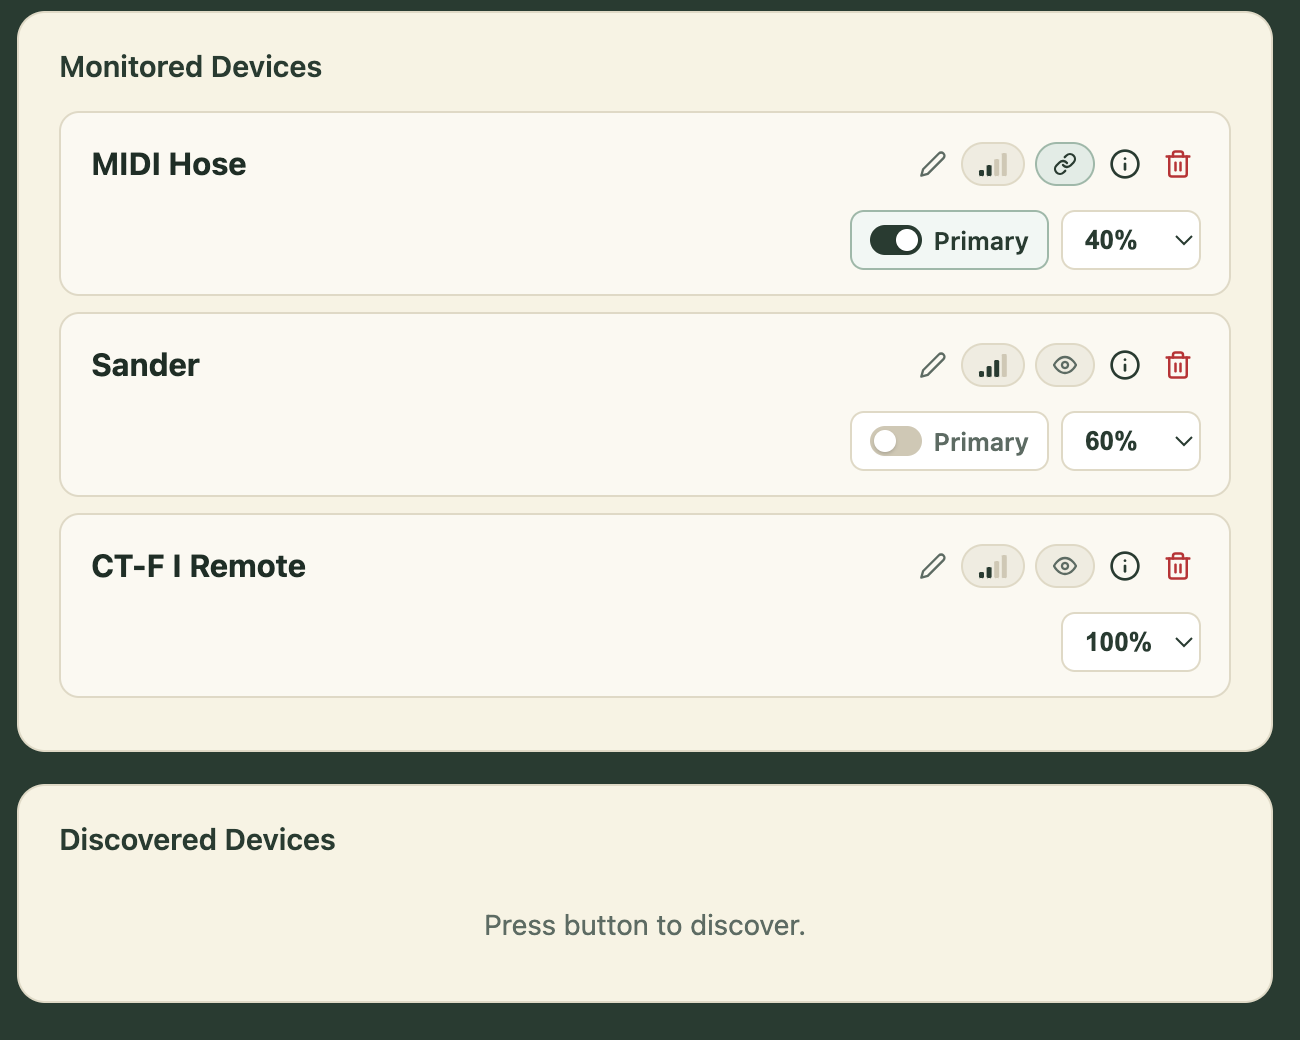 Monitored Devices
MIDI Hose
Primary
40%
Sander
Primary
60%
CT-F I Remote
100%
Discovered Devices
Press button to discover.